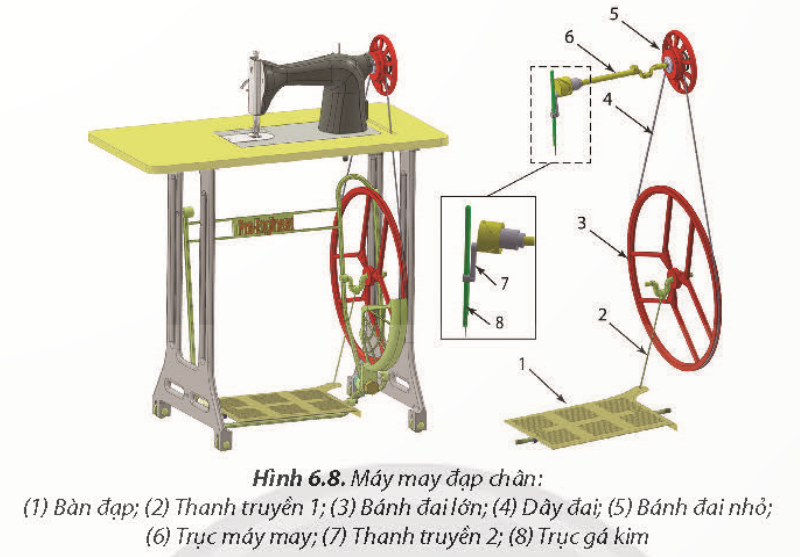 5
6
4
3
7
8
2
1
Hình 6.8. Máy may đạp chân:
(1) Bàn đạp; (2) Thanh truyền 1; (3) Bánh đai lớn; (4) Dây đai; (5) Bánh đai nhỏ;
(6) Trục máy may; (7) Thanh truyền 2; (8) Trục gá kim